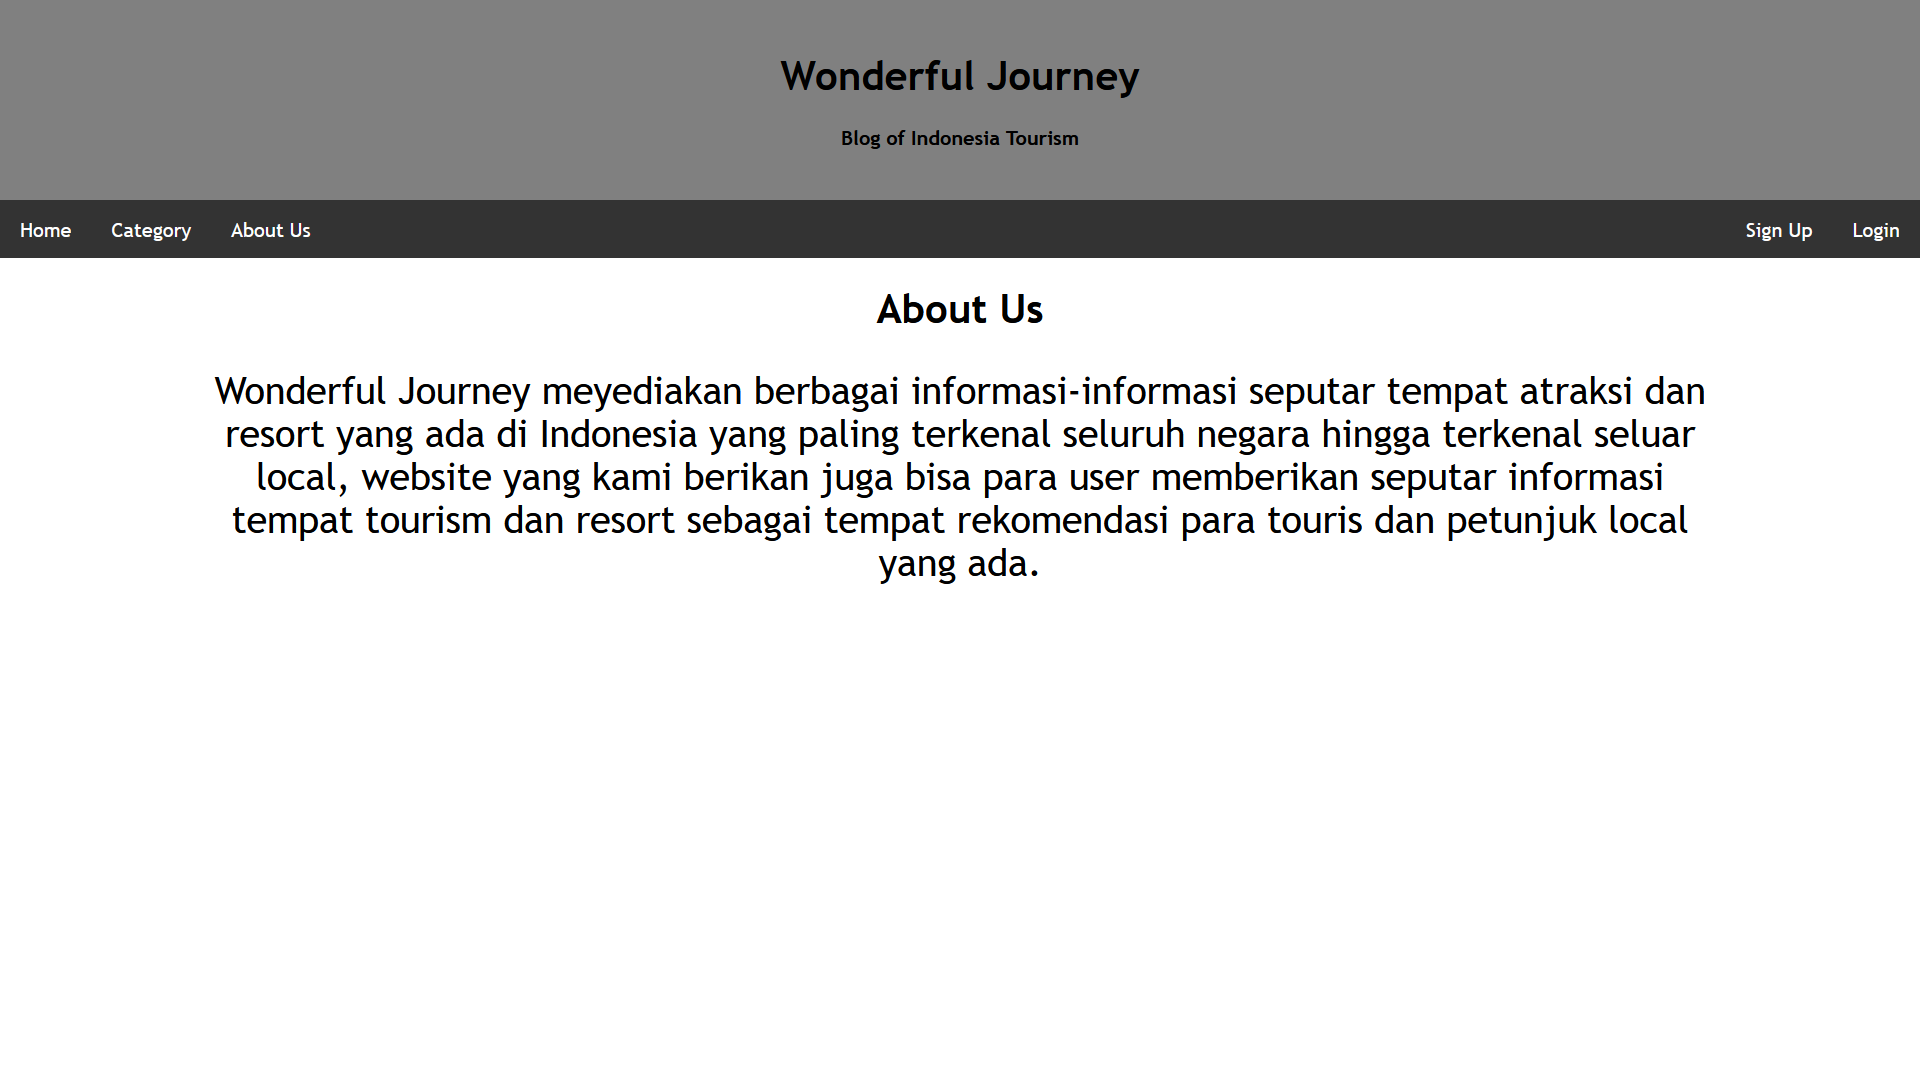 Wonderful Journey
Blog of Indonesia Tourism
Home Category About Us Sign Up Login
About Us
Wonderful Journey meyediakan berbagai informasi-informasi seputar tempat atraksi dan
resort yang ada di Indonesia yang paling terkenal seluruh negara hingga terkenal seluar
local, website yang kami berikan juga bisa para user memberikan seputar informasi
tempat tourism dan resort sebagai tempat rekomendasi para touris dan petunjuk local
yang ada.